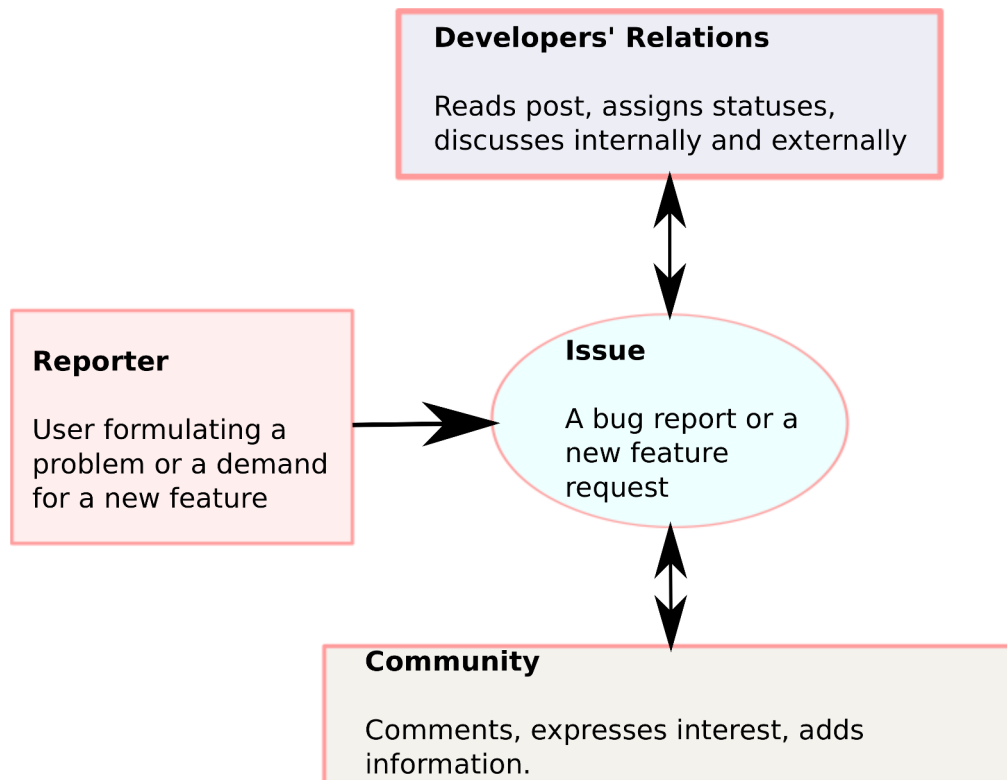 Developers' Relations
Reads post, assigns statuses,
discusses internally and externally
Reporter
User formulating a
problem or a demand
for a new feature
Issue
A bug report or a
new feature
request
Community
Comments, expresses interest, adds
information.